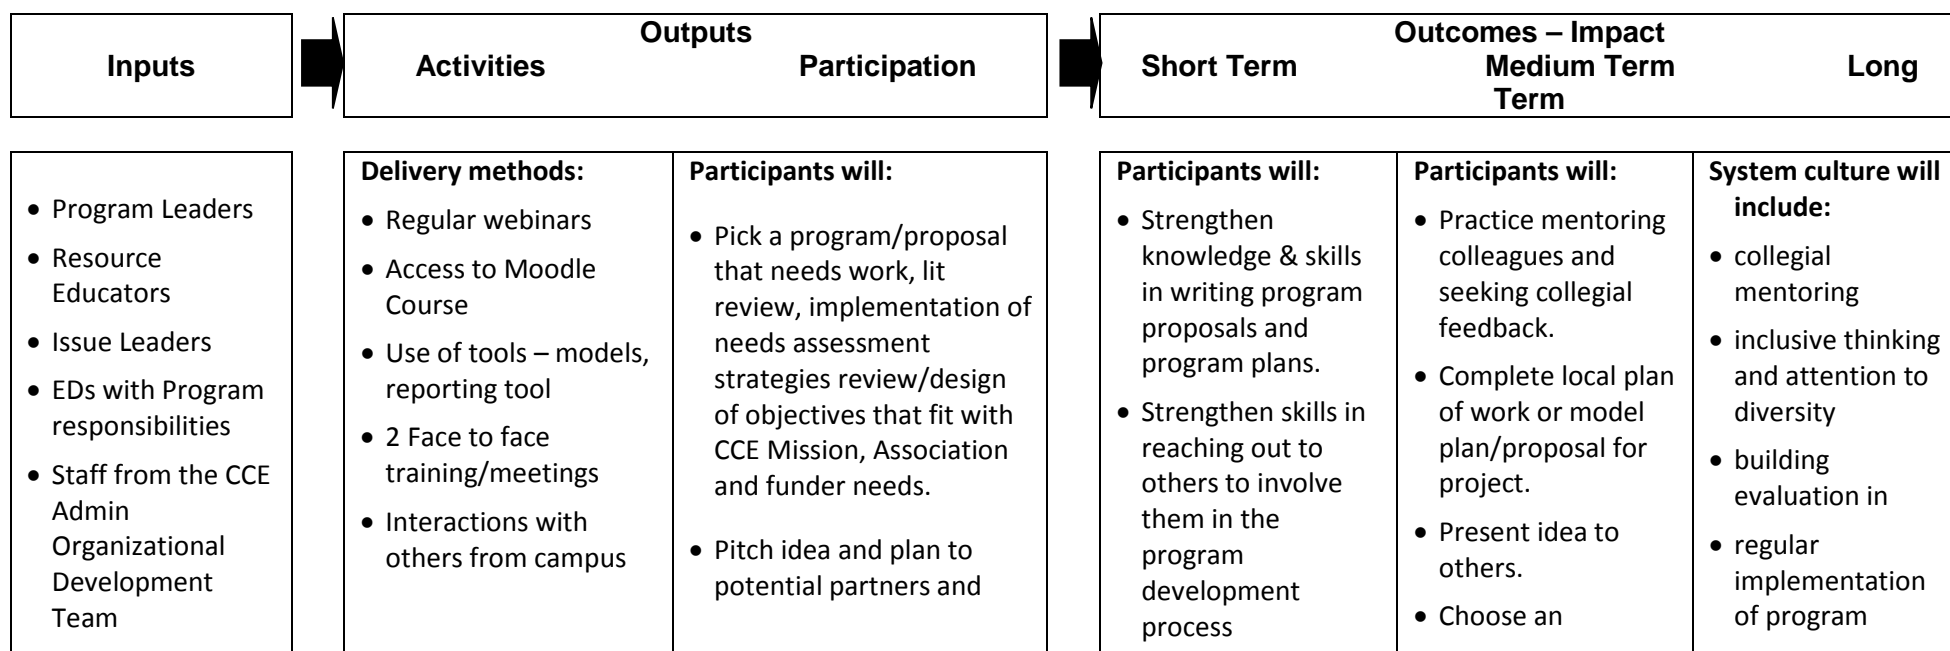 Inputs
Outputs
Activities Participation
Outcomes – Impact
Short Term Medium Term Long
Term
• Program Leaders
• Resource
Educators
• Issue Leaders
• EDs with Program
responsibilities
• Staff from the CCE
Admin
Organizational
Development
Team
Delivery methods:
• Regular webinars
• Access to Moodle
Course
• Use of tools – models,
reporting tool
• 2 Face to face
training/meetings
• Interactions with
others from campus
Participants will:
• Pick a program/proposal
that needs work, lit
review, implementation of
needs assessment
strategies review/design
of objectives that fit with
CCE Mission, Association
and funder needs.
• Pitch idea and plan to
potential partners and
Participants will:
• Strengthen
knowledge & skills
in writing program
proposals and
program plans.
• Strengthen skills in
reaching out to
others to involve
them in the
program
development
process
Participants will:
• Practice mentoring
colleagues and
seeking collegial
feedback.
• Complete local plan
of work or model
plan/proposal for
project.
• Present idea to
others.
• Choose an
System culture will
include:
• collegial
mentoring
• inclusive thinking
and attention to
diversity
• building
evaluation in
• regular
implementation
of program